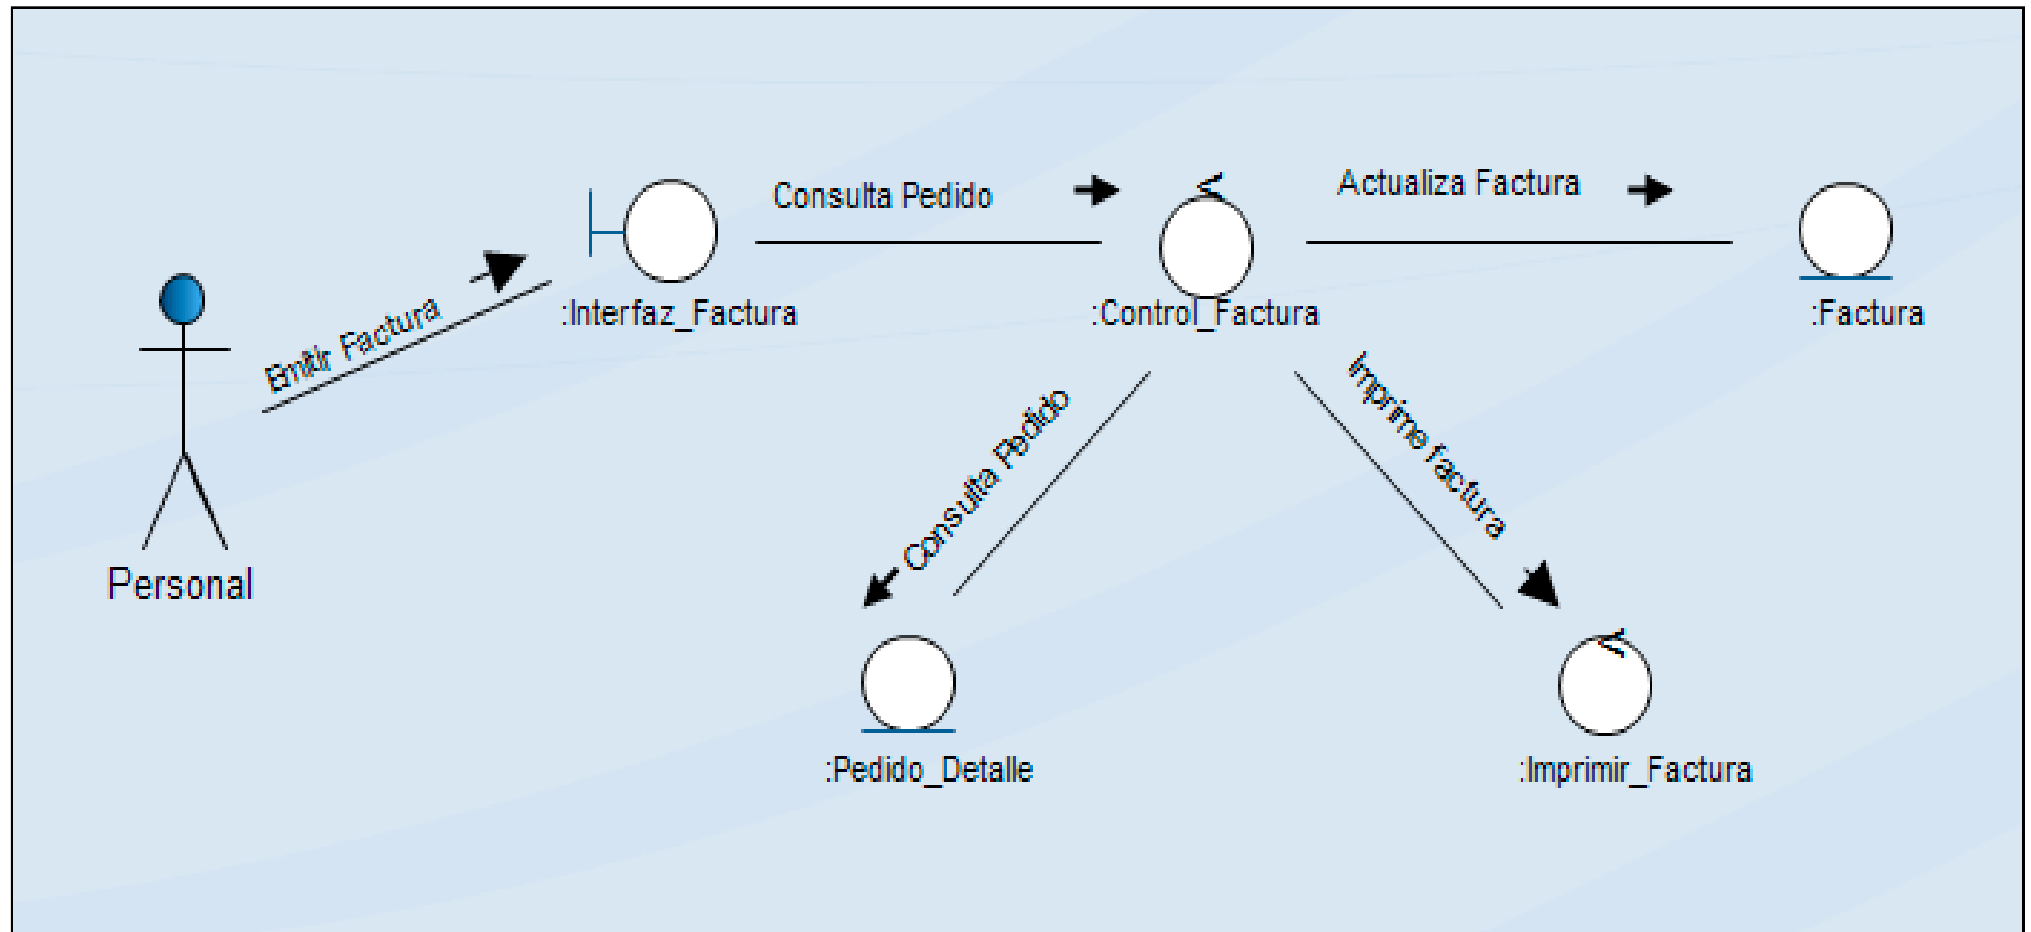 Consulta Pedido
Actualiza Factura
Emitir Factura
:Interfaz_Factura
:Control_Factura
:Factura
Consulta Pedido
Imprime factura
Personal
:Pedido_Detalle
:Imprimir_Factura